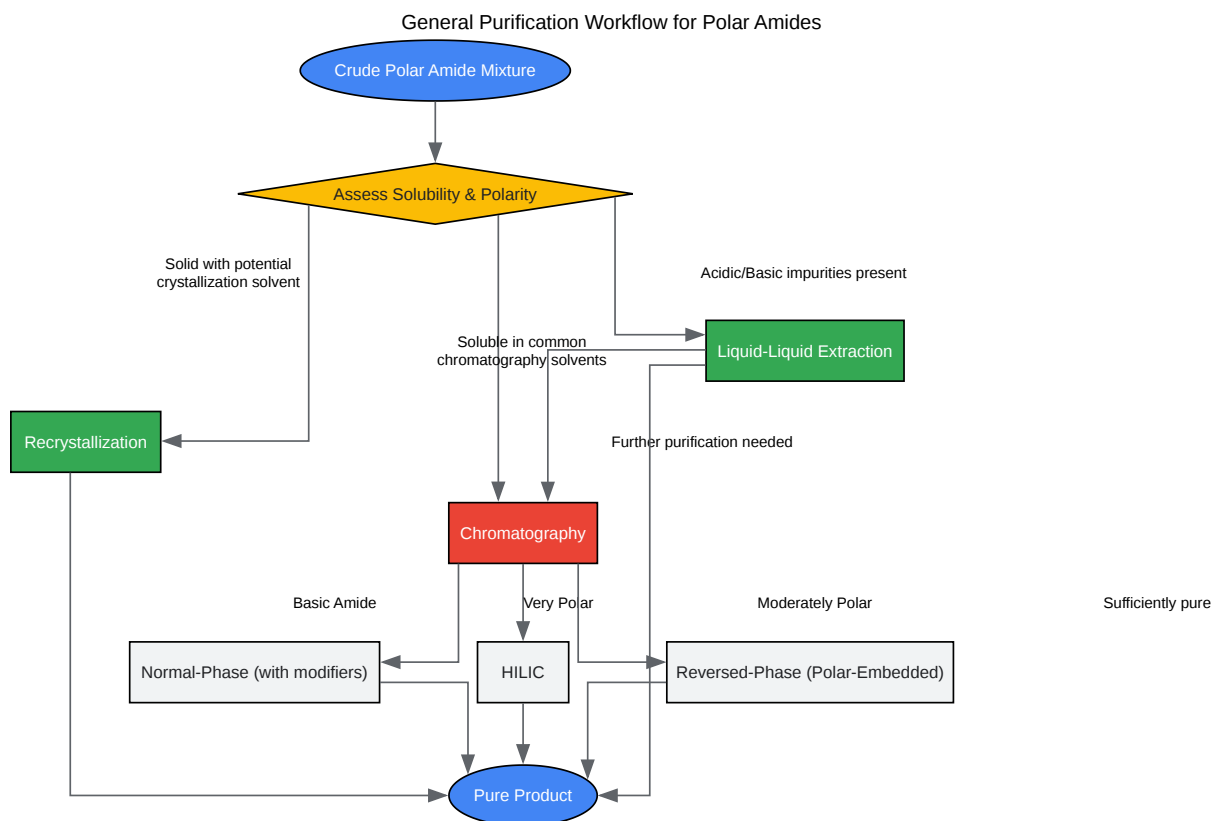 General Purification Workflow for Polar Amides
Crude Polar Amide Mixture
Assess Solubility & Polarity
Solid with potential
crystallization solvent
Acidic/Basic impurities present
Soluble in common
chromatography solvents
Liquid-Liquid Extraction
Recrystallization
Further purification needed
Chromatography
Basic Amide
Very Polar
Moderately Polar
Sufficiently pure
Normal-Phase (with modifiers)
HILIC
Reversed-Phase (Polar-Embedded)
Pure Product